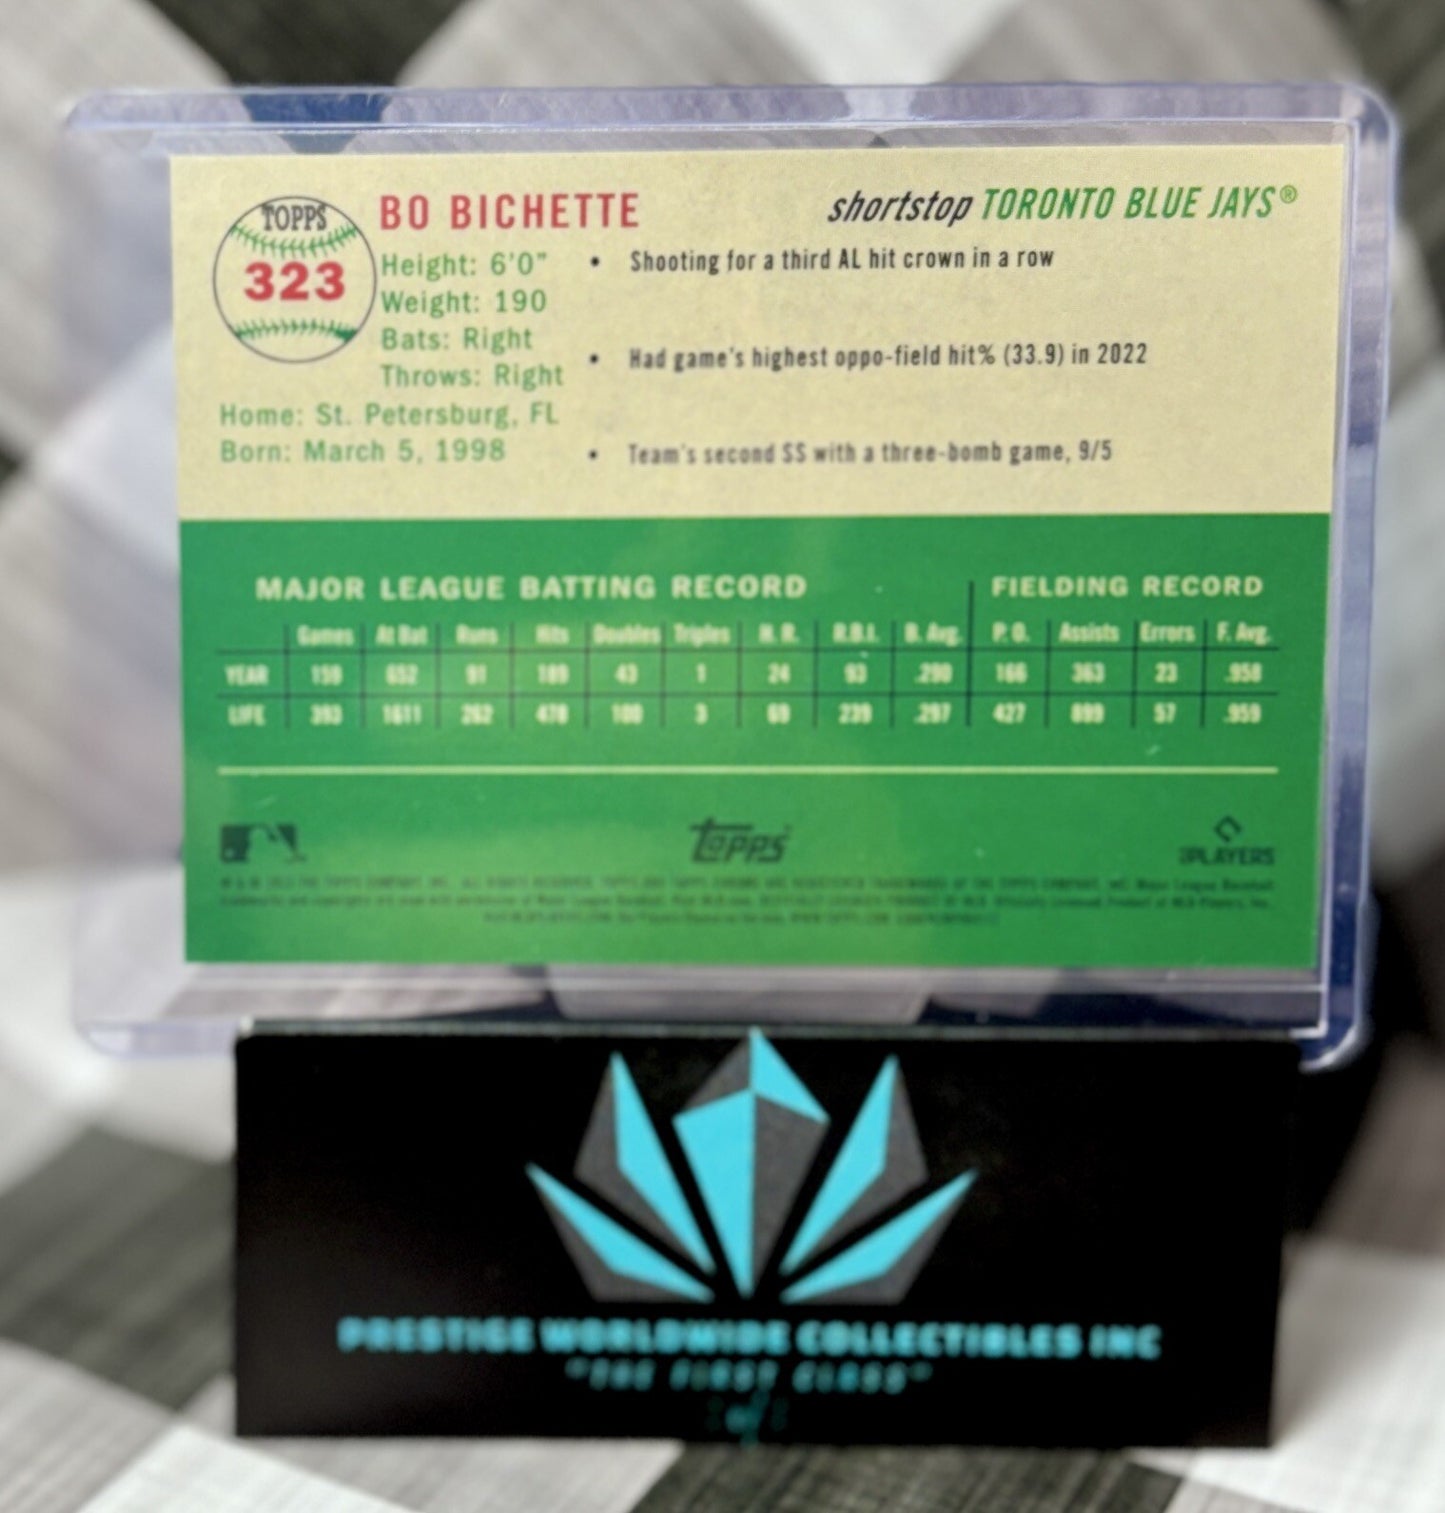 TOPPS
323
BO BICHETTE
shortstop TORONTO BLUE JAYS®
Height: 6'0"
Weight: 190
Bats: Right
Throws: Right
Home: St. Petersburg, FL
Born: March 5, 1998
• Shooting for a third AL hit crown in a row
• Had game's highest oppo-field hit% (33.9) in 2022
• Team's second SS with a three-bomb game, 9/5
MAJOR LEAGUE BATTING RECORD FIELDING RECORD
Games At Bat Runs Hits Doubles Triples H. R. R.B.I. B. Avg. P. O. Assists Errors F. Avg.
YEAR 159 652 91 189 43 1 24 93 .290 166 363 23 .958
LIFE 393 1611 262 478 100 3 69 239 .297 427 899 57 .959
Topps
PLAYERS
PRESTIGE WORLDWIDE COLLECTIBLES INC
"THE FIRST CLASS"